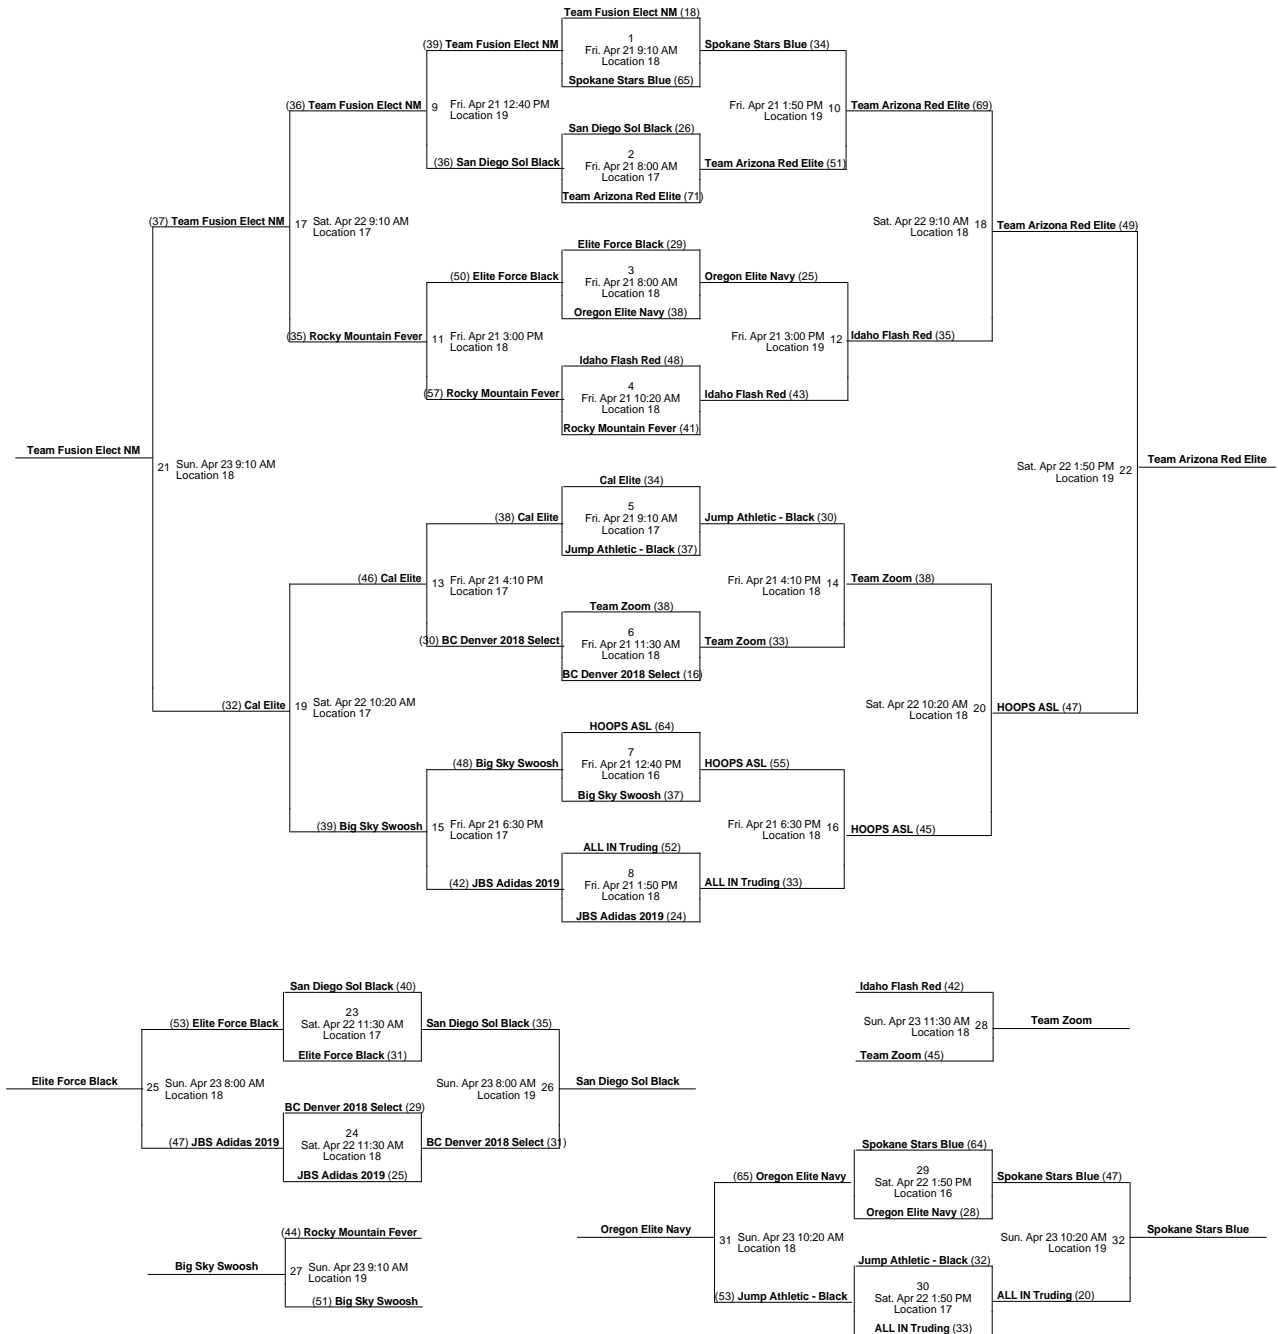 Team Fusion Elect NM (18)
1
Fri. Apr 21 9:10 AM
Location 18
Spokane Stars Blue (65)
(39) Team Fusion Elect NM
Spokane Stars Blue (34)
(36) Team Fusion Elect NM
9 Fri. Apr 21 12:40 PM
Location 19
Fri. Apr 21 1:50 PM 10
Location 19
Team Arizona Red Elite (69)
San Diego Sol Black (26)
2
Fri. Apr 21 8:00 AM
Location 17
Team Arizona Red Elite (71)
(36) San Diego Sol Black
Team Arizona Red Elite (51)
(37) Team Fusion Elect NM
17 Sat. Apr 22 9:10 AM
Location 17
Sat. Apr 22 9:10 AM 18
Location 18
Team Arizona Red Elite (49)
Elite Force Black (29)
3
Fri. Apr 21 8:00 AM
Location 18
Oregon Elite Navy (38)
(50) Elite Force Black
Oregon Elite Navy (25)
(35) Rocky Mountain Fever
11 Fri. Apr 21 3:00 PM
Location 18
Fri. Apr 21 3:00 PM 12
Location 19
Idaho Flash Red (35)
Idaho Flash Red (48)
4
Fri. Apr 21 10:20 AM
Location 18
Rocky Mountain Fever (41)
(57) Rocky Mountain Fever
Idaho Flash Red (43)
Team Fusion Elect NM
21 Sun. Apr 23 9:10 AM
Location 18
Sat. Apr 22 1:50 PM 22
Location 19
Team Arizona Red Elite
Cal Elite (34)
5
Fri. Apr 21 9:10 AM
Location 17
Jump Athletic - Black (37)
(38) Cal Elite
Jump Athletic - Black (30)
(46) Cal Elite
13 Fri. Apr 21 4:10 PM
Location 17
Fri. Apr 21 4:10 PM 14
Location 18
Team Zoom (38)
Team Zoom (38)
6
Fri. Apr 21 11:30 AM
Location 18
BC Denver 2018 Select (16)
(30) BC Denver 2018 Select
Team Zoom (33)
(32) Cal Elite
19 Sat. Apr 22 10:20 AM
Location 17
Sat. Apr 22 10:20 AM 20
Location 18
HOOPS ASL (47)
HOOPS ASL (64)
7
Fri. Apr 21 12:40 PM
Location 16
Big Sky Swoosh (37)
(48) Big Sky Swoosh
HOOPS ASL (55)
(39) Big Sky Swoosh
15 Fri. Apr 21 6:30 PM
Location 17
Fri. Apr 21 6:30 PM 16
Location 18
HOOPS ASL (45)
ALL IN Truding (52)
8
Fri. Apr 21 1:50 PM
Location 18
JBS Adidas 2019 (24)
(42) JBS Adidas 2019
ALL IN Truding (33)
San Diego Sol Black (40)
23
Sat. Apr 22 11:30 AM
Location 17
Elite Force Black (31)
(53) Elite Force Black
San Diego Sol Black (35)
Elite Force Black
25 Sun. Apr 23 8:00 AM
Location 18
Sun. Apr 23 8:00 AM 26
Location 19
San Diego Sol Black
BC Denver 2018 Select (29)
24
Sat. Apr 22 11:30 AM
Location 18
JBS Adidas 2019 (25)
(47) JBS Adidas 2019
BC Denver 2018 Select (31)
Idaho Flash Red (42)
Sun. Apr 23 11:30 AM 28
Location 18
Team Zoom
Team Zoom (45)
(44) Rocky Mountain Fever
Big Sky Swoosh
27 Sun. Apr 23 9:10 AM
Location 19
(51) Big Sky Swoosh
Spokane Stars Blue (64)
29
Sat. Apr 22 1:50 PM
Location 16
Oregon Elite Navy (28)
(65) Oregon Elite Navy
Spokane Stars Blue (47)
Oregon Elite Navy
31 Sun. Apr 23 10:20 AM
Location 18
Sun. Apr 23 10:20 AM 32
Location 19
Spokane Stars Blue
Jump Athletic - Black (32)
30
Sat. Apr 22 1:50 PM
Location 17
ALL IN Truding (33)
(53) Jump Athletic - Black
ALL IN Truding (20)